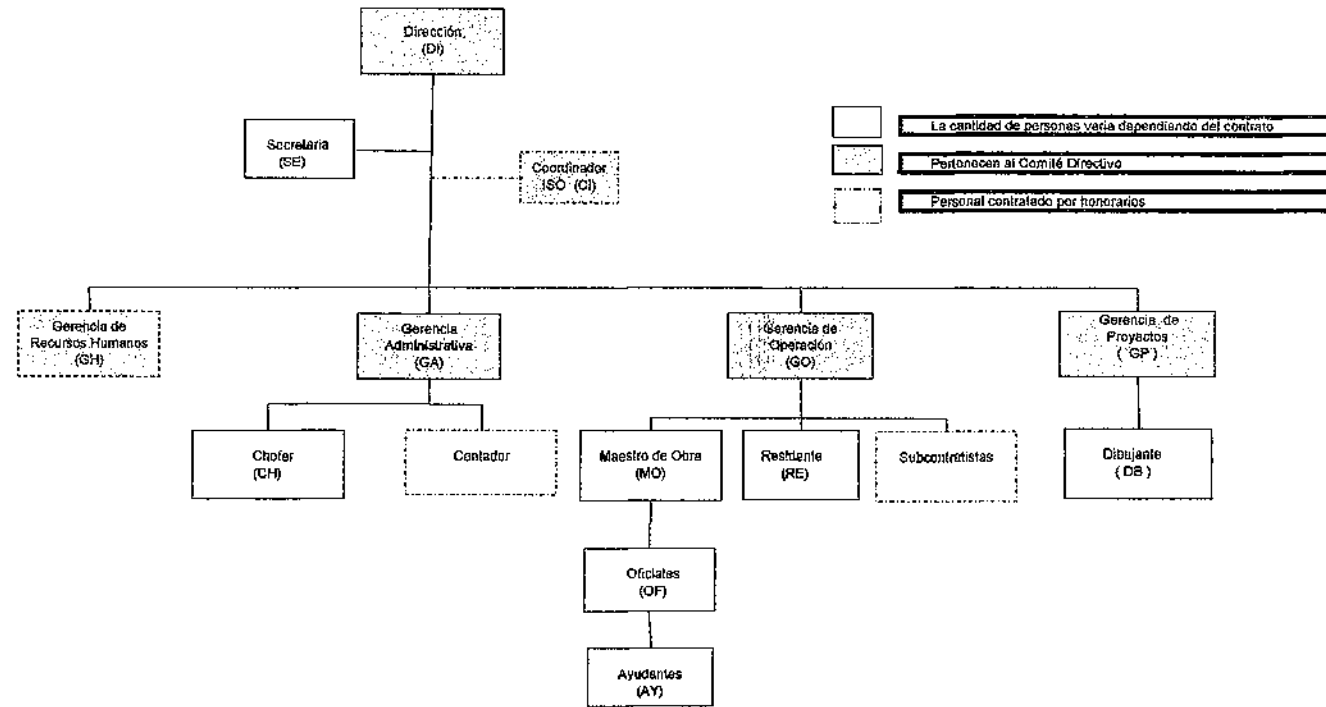 Dirección
(DI)
Secretaria
(SE)
Coordinador
ISO (CI)
La cantidad de personas varia dependiendo del contrato
Pertenecen al Comité Directivo
Personal contratado por honorarios
Gerencia de
Recursos Humanos
(GH)
Gerencia
Administrativa
(GA)
Gerencia de
Operación
(GO)
Gerencia de
Proyectos
( GP )
Chofer
(CH)
Contador
Maestro de Obra
(MO)
Residente
(RE)
Subcontratistas
Dibujante
( DB )
Oficiales
(OF)
Ayudantes
(AY)